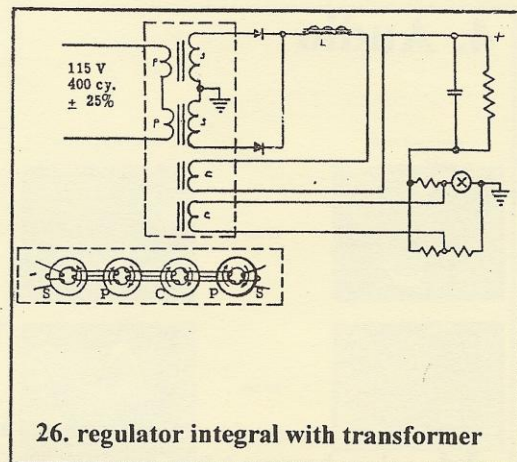 115 V
400 cy.
± 25%
P
S
P
S
C
C
L
+
-
S P C P S
26. regulator integral with transformer